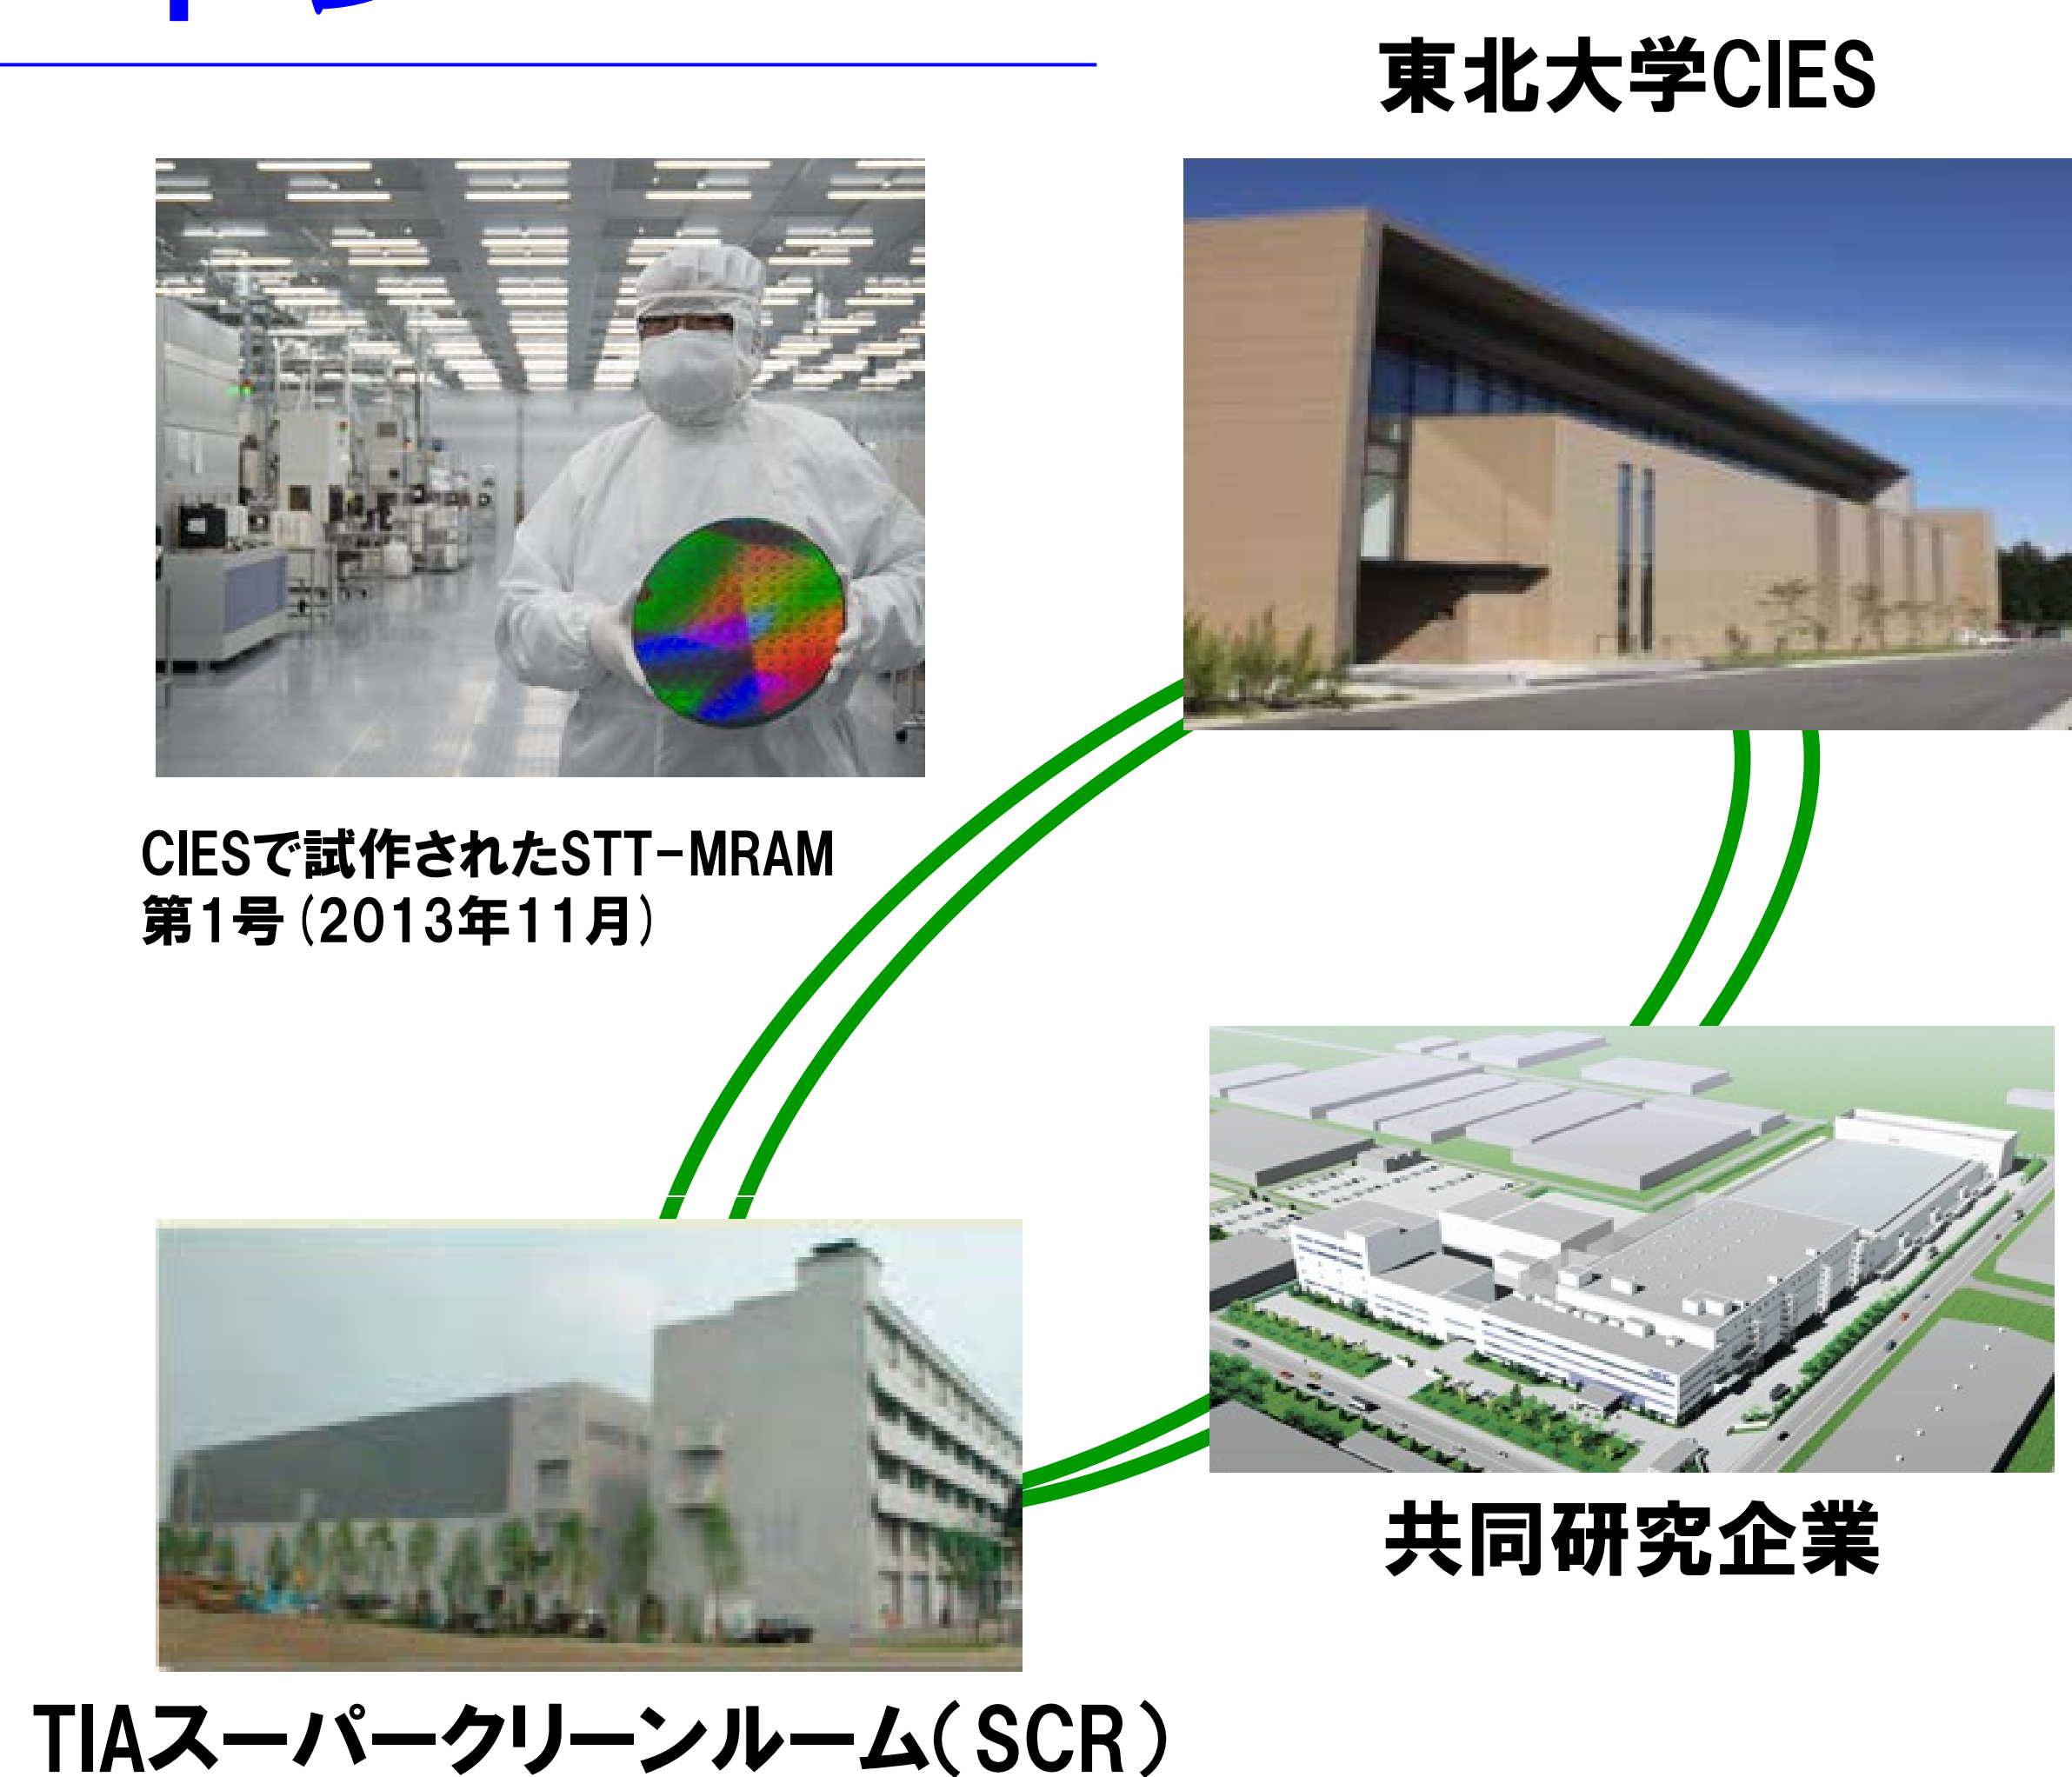 東北大学CIES
CIESで試作されたSTT-MRAM
第1号(2013年11月)
共同研究企業
TIAスーパークリーンルーム(SCR)